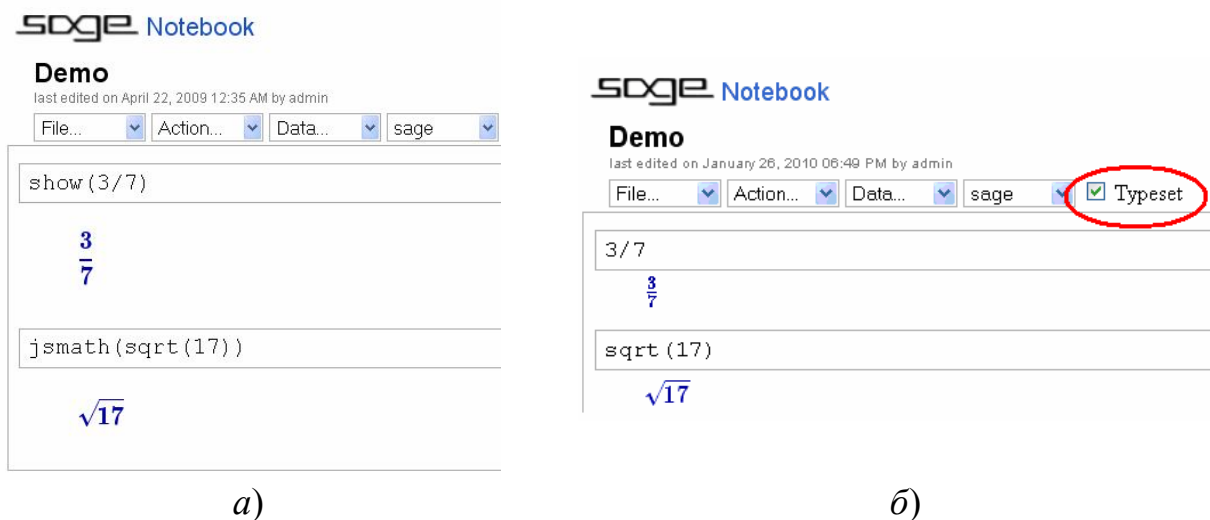 sage Notebook
Demo
last edited on April 22, 2009 12:35 AM by admin
File... Action... Data... sage
show(3/7)
3
7
jsmath(sqrt(17))
√17
а)
sage Notebook
Demo
last edited on January 26, 2010 06:49 PM by admin
File... Action... Data... sage Typeset
3/7
3
7
sqrt(17)
√17
б)